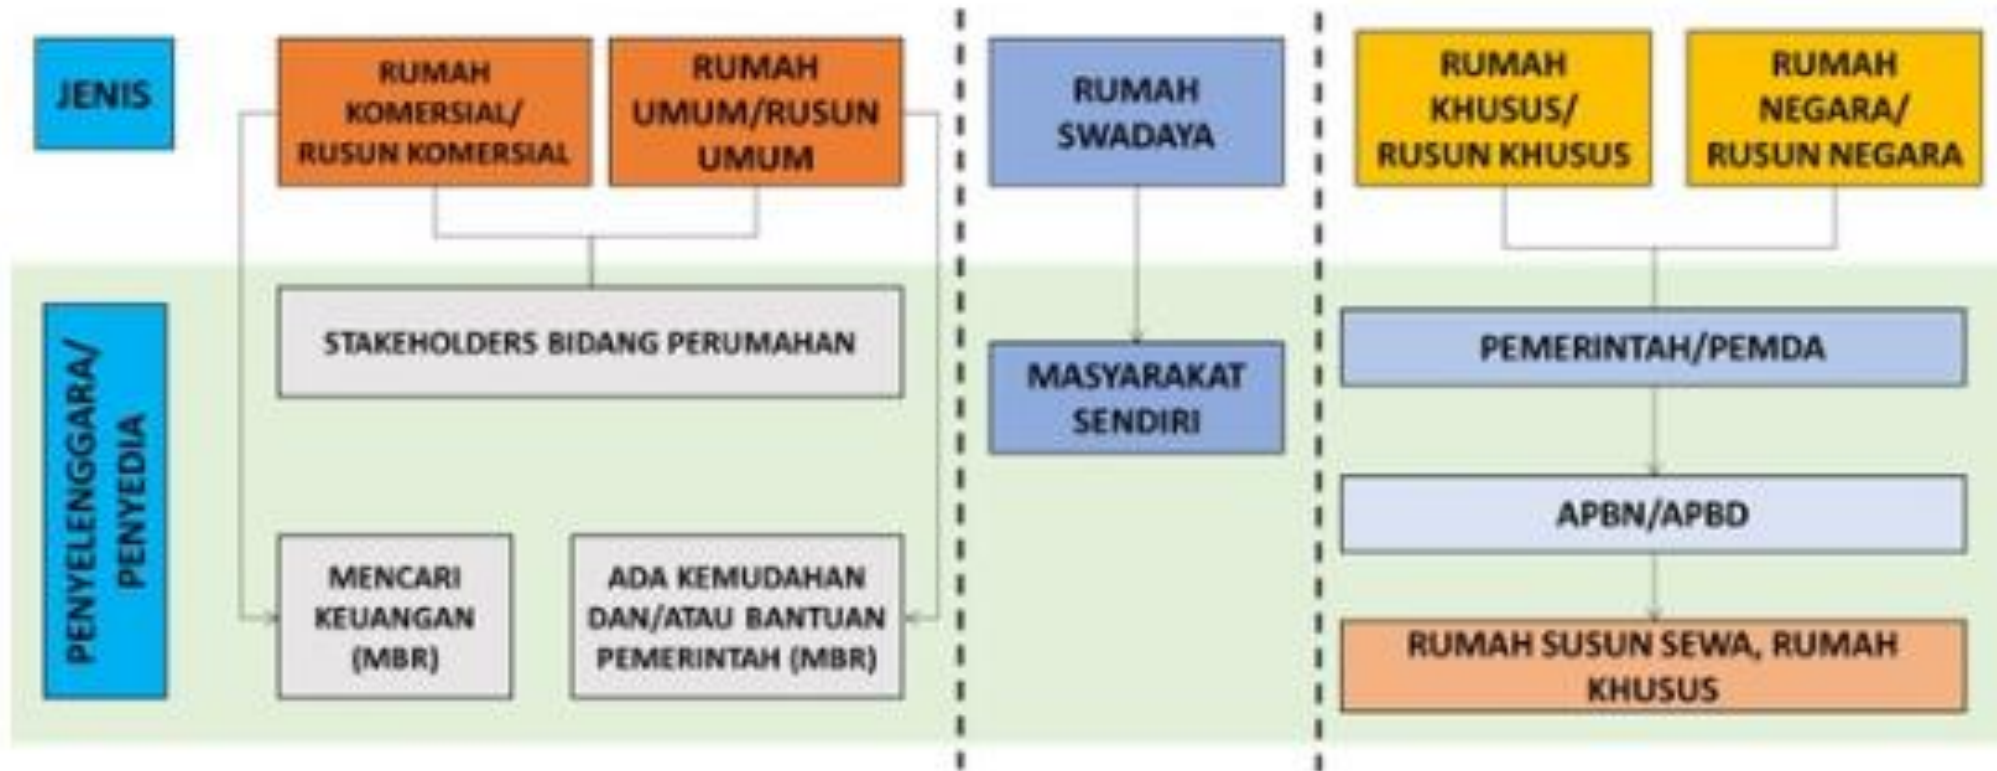 JENIS
RUMAH
KOMERSIAL/
RUSUN KOMERSIAL
RUMAH
UMUM/RUSUN
UMUM
RUMAH
SWADAYA
RUMAH
KHUSUS/
RUSUN KHUSUS
RUMAH
NEGARA/
RUSUN NEGARA
PENYELENGGARA/
PENYEDIA
STAKEHOLDERS BIDANG PERUMAHAN
MENCARI
KEUANGAN
(MBR)
ADA KEMUDAHAN
DAN/ATAU BANTUAN
PEMERINTAH (MBR)
MASYARAKAT
SENDIRI
PEMERINTAH/PEMDA
APBN/APBD
RUMAH SUSUN SEWA, RUMAH
KHUSUS